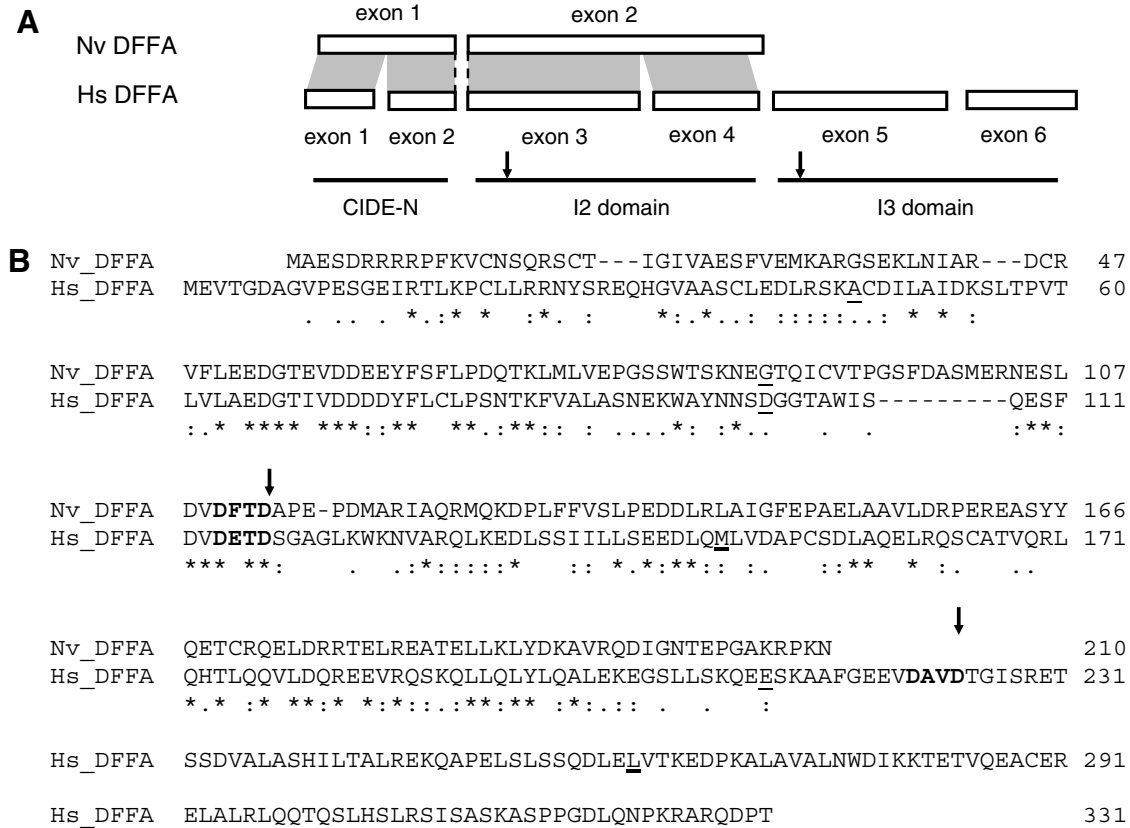 A
exon 1 exon 2
Nv DFFA
Hs DFFA
exon 1 exon 2 exon 3 exon 4 exon 5 exon 6
CIDE-N I2 domain I3 domain
B
Nv_DFFA MAESDRRRRPFKVCNSQRSCT---IGIVAESFVEMKARGSEKLNIAR---DCR 47
Hs_DFFA MEVTGDAGVPESGEIRTLKPCLLRRNYSREQHGVAASCLEDLRSKACDILAIDKSLTPVT 60
. . . *.:* * :* : *:.*..: :::::..: * * :
Nv_DFFA VFLEEDGTEVDDEEYFSFLPDQTKLMLVEPGSSWTSKNEGTQICVTPGSFDASMERNESL 107
Hs_DFFA LVLAEDGTIVDDDDYFLCLPSNTKFVALASNEKWAYNNSDGGTAWIS---------QESF 111
:.* **** ***::** **.:**:: : ....*: :*.. . . :**:
Nv_DFFA DVDFTDAPE-PDMARIAQRMQKDPLFFVSLPEDDLRLAIGFEPAELAAVLDRPEREASYY 166
Hs_DFFA DVDETDSGAGLKWKNVARQLKEDLSSIILLSEEDLQMLVDAPCSDLAQELRQSCATVQRL 171
*** **: . .:*:::::* :: *.*:**:: :. ::** * :. ..
Nv_DFFA QETCRQELDRRTELREATELLKLYDKAVRQDIGNTEPGAKRPKN 210
Hs_DFFA QHTLQQVLDQREEVRQSKQLLQLYLQALEKEGSLLSKQEESKAAFGEEVDAVDTGISRET 231
*.* :* **:* *:*::.:**:** :*:.:: . . :
Hs_DFFA SSDVALASHILTALREKQAPELSLSSQDLELVTKEDPKALAVALNWDIKKTETVQEACER 291
Hs_DFFA ELALRLQQTQSLHSLRSISASKASPPGDLQNPKRARQDPT 331